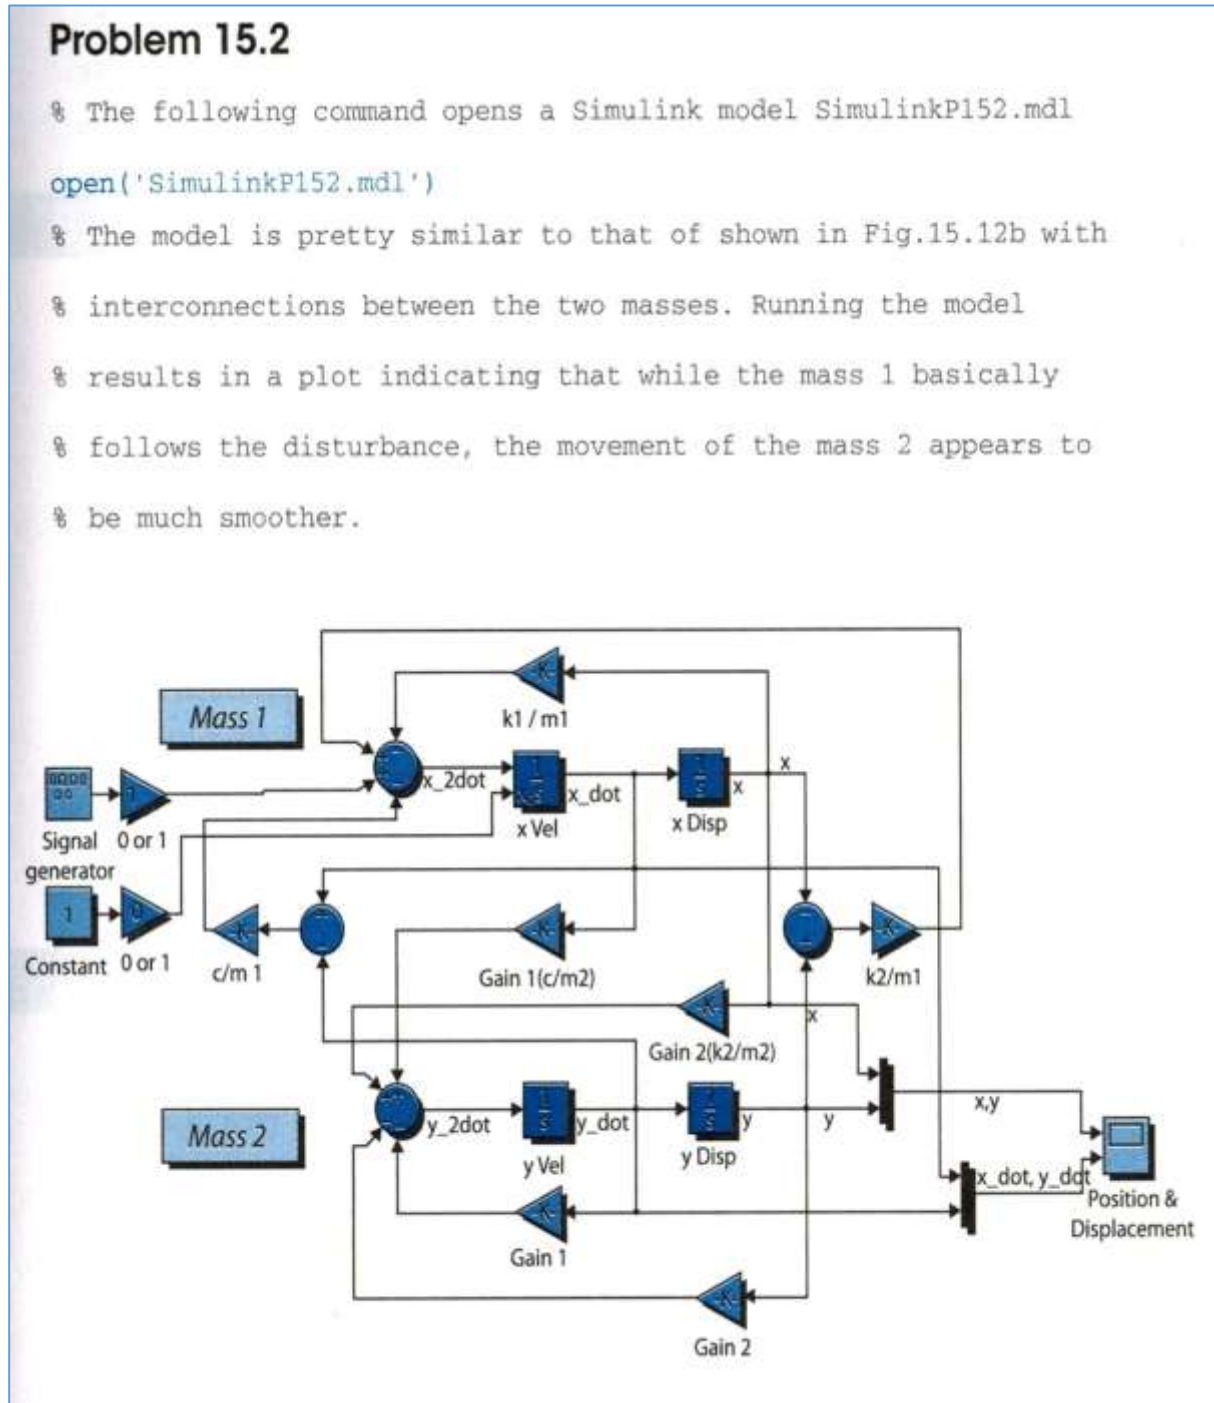 Problem 15.2
% The following command opens a Simulink model SimulinkP152.mdl
open('SimulinkP152.mdl')
% The model is pretty similar to that of shown in Fig.15.12b with
% interconnections between the two masses. Running the model
% results in a plot indicating that while the mass 1 basically
% follows the disturbance, the movement of the mass 2 appears to
% be much smoother.
k1 / m1
Mass 1
x_2dot
x_dot
x
x
x Vel
x Disp
1
Signal
generator
0 or 1
1
0
Constant
0 or 1
-K-
c/m 1
-K-
Gain 1(c/m2)
-K-
k2/m1
-K-
Gain 2(k2/m2)
x
Mass 2
y_2dot
y_dot
y
y
x,y
y Vel
y Disp
x_dot, y_dot
Position &
Displacement
-K-
Gain 1
-K-
Gain 2